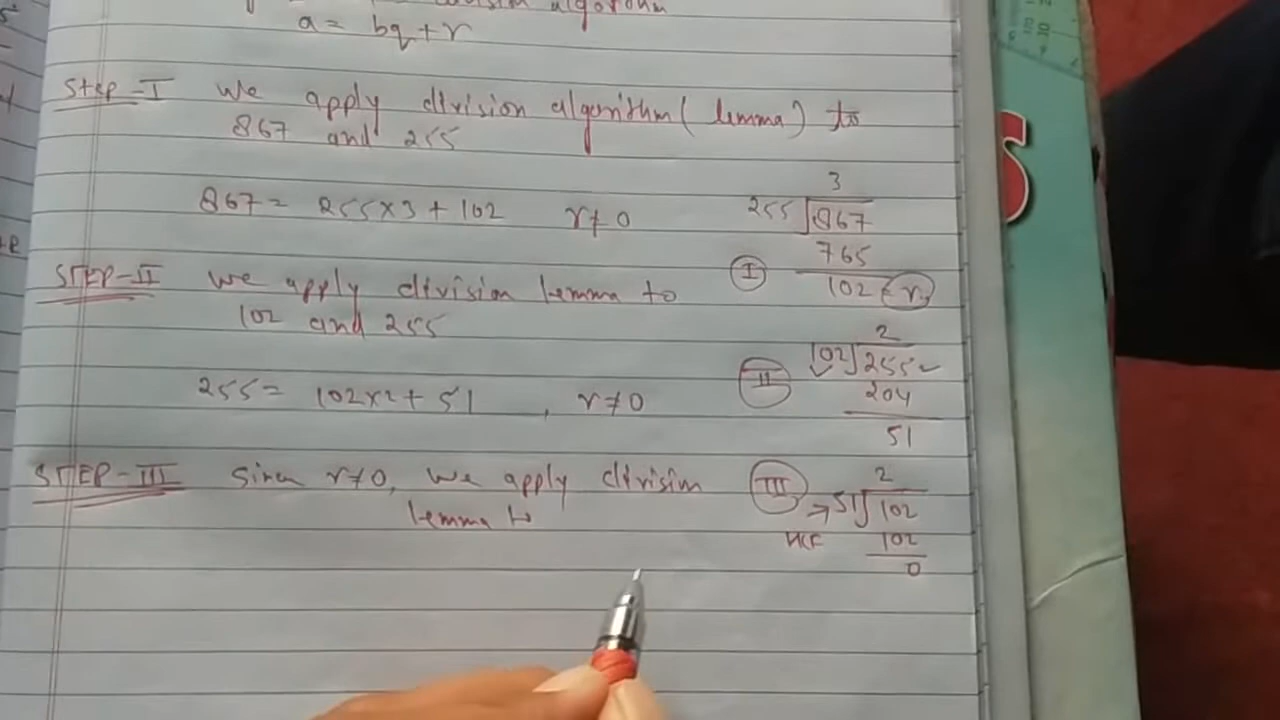 a = bq + r
Step-I We apply division algorithm (lemma) to
867 and 255
867 = 255×3 + 102 r≠0
3
255 867
765
I 102 r
STEP-II We apply division lemma to
102 and 255
255 = 102×2 + 51 , r≠0
2
102 255
II 204
51
STEP-III Since r≠0, We apply division
lemma to
2
III 51 102
HCF 102
0